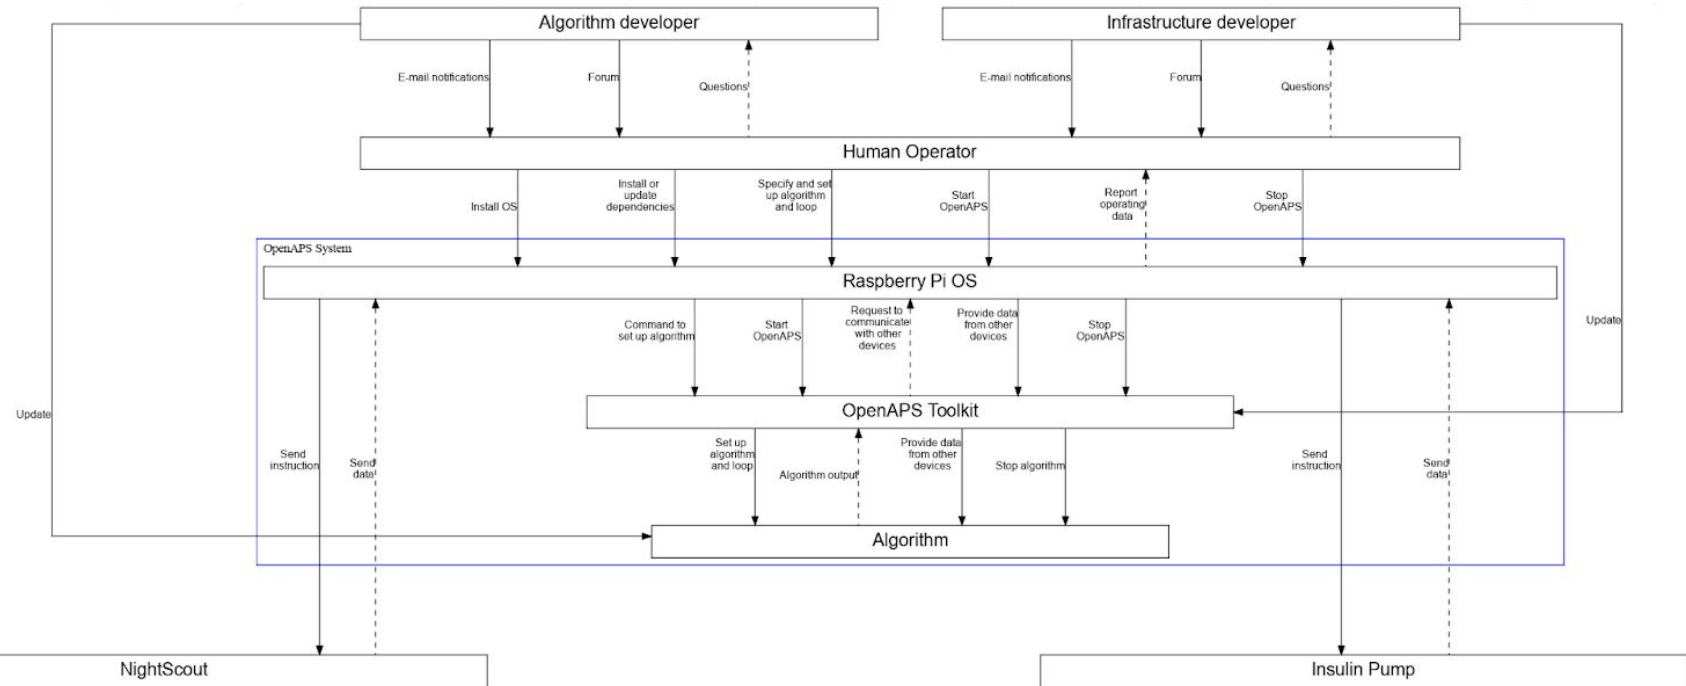 Algorithm developer
Infrastructure developer
E-mail notifications
Forum
Questions
E-mail notifications
Forum
Questions
Human Operator
Install OS
Install or
update
dependencies
Specify and set
up algorithm
and loop
Start
OpenAPS
Report
operating
data
Stop
OpenAPS
OpenAPS System
Raspberry Pi OS
Command to
set up algorithm
Start
OpenAPS
Request to
communicate
with other
devices
Provide data
from other
devices
Stop
OpenAPS
Update
OpenAPS Toolkit
Update
Send
instruction
Send
data
Set up
algorithm
and loop
Algorithm output
Provide data
from other
devices
Stop algorithm
Send
instruction
Send
data
Algorithm
NightScout
Insulin Pump